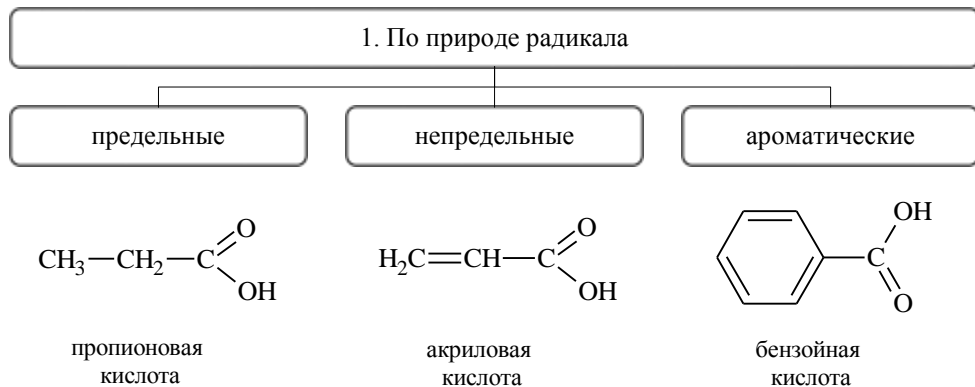 1. По природе радикала
предельные
непредельные
ароматические
CH₃—CH₂—C
O
OH
H₂C=CH—C
O
OH
C
OH
O
пропионовая
кислота
акриловая
кислота
бензойная
кислота